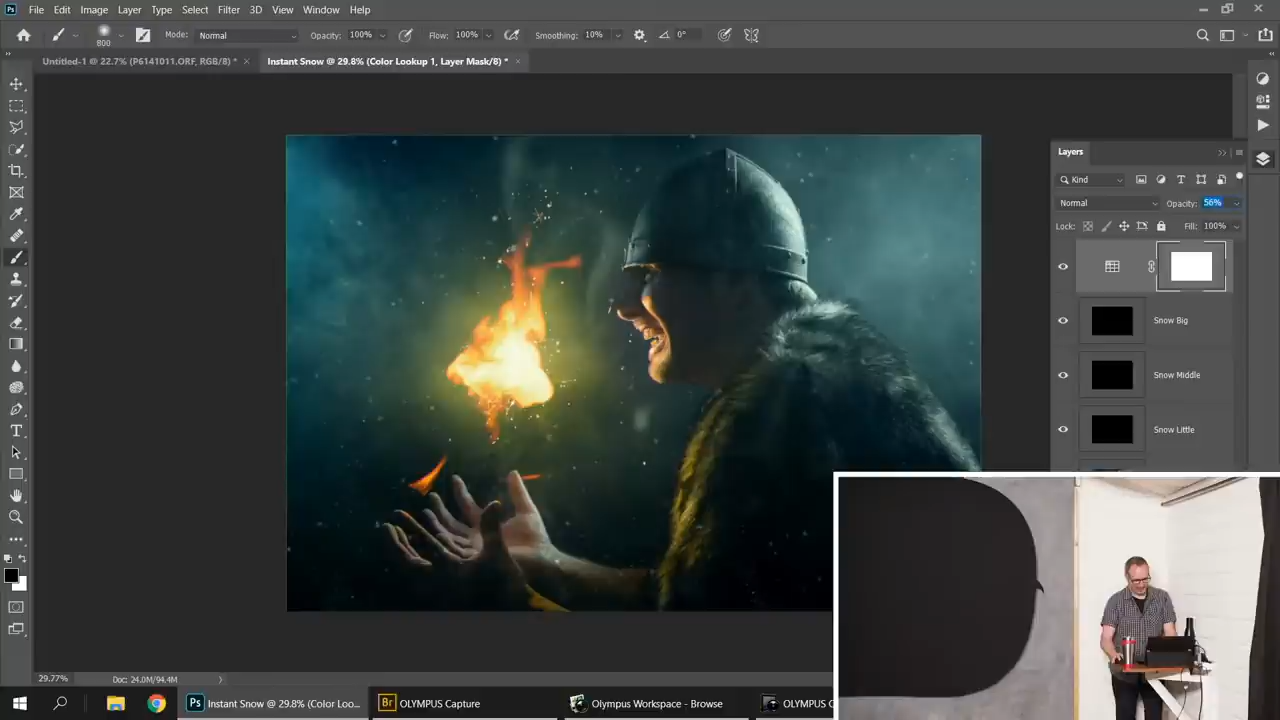 Ps File Edit Image Layer Type Select Filter 3D View Window Help
800 Mode: Normal Opacity: 100% Flow: 100% Smoothing: 10% 0°
Untitled-1 @ 22.7% (P6141011.ORF, RGB/8) * × Instant Snow @ 29.8% (Color Lookup 1, Layer Mask/8) * ×
Layers
Kind
Normal Opacity: 56%
Lock: Fill: 100%
Snow Big
Snow Middle
Snow Little
29.77% Doc: 24.0M/94.4M
Ps Instant Snow @ 29.8% (Color Loo... Br OLYMPUS Capture Olympus Workspace - Browse OLYMPUS C